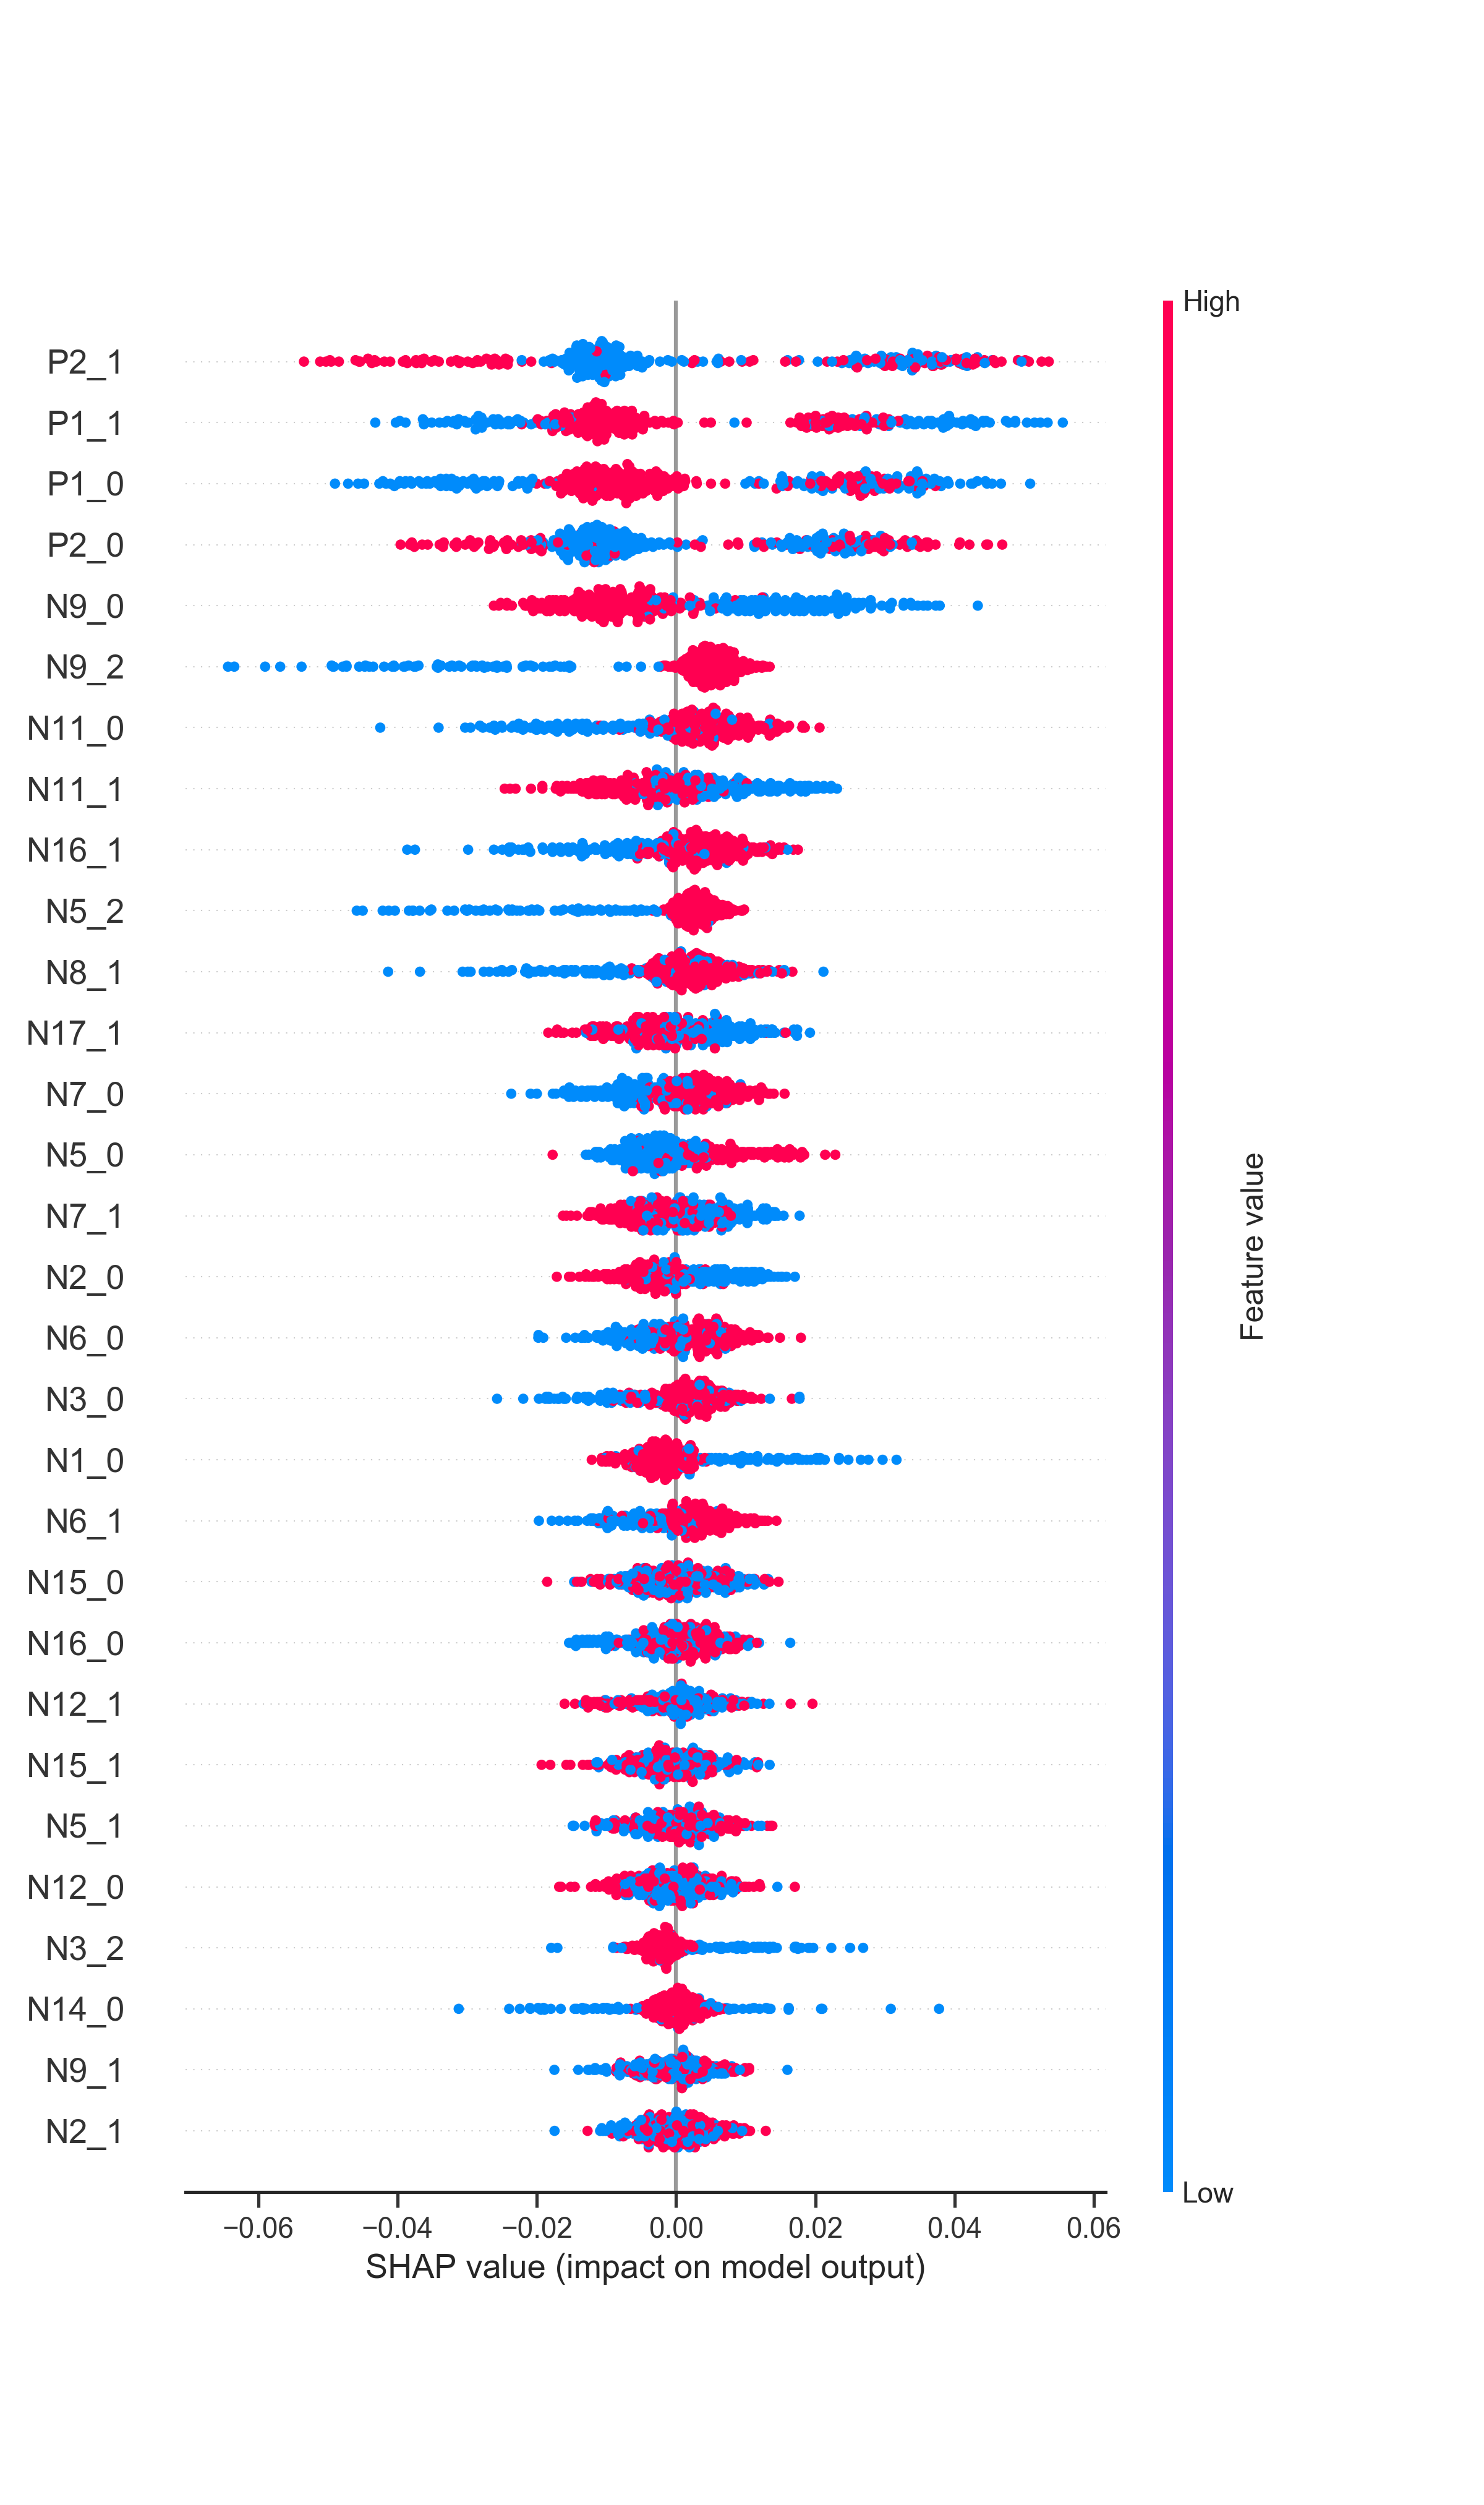 High
P2_1
P1_1
P1_0
P2_0
N9_0
N9_2
N11_0
N11_1
N16_1
N5_2
N8_1
N17_1
N7_0
N5_0
N7_1
N2_0
N6_0
N3_0
N1_0
N6_1
N15_0
N16_0
N12_1
N15_1
N5_1
N12_0
N3_2
N14_0
N9_1
N2_1
Feature value
Low
−0.06 −0.04 −0.02 0.00 0.02 0.04 0.06
SHAP value (impact on model output)